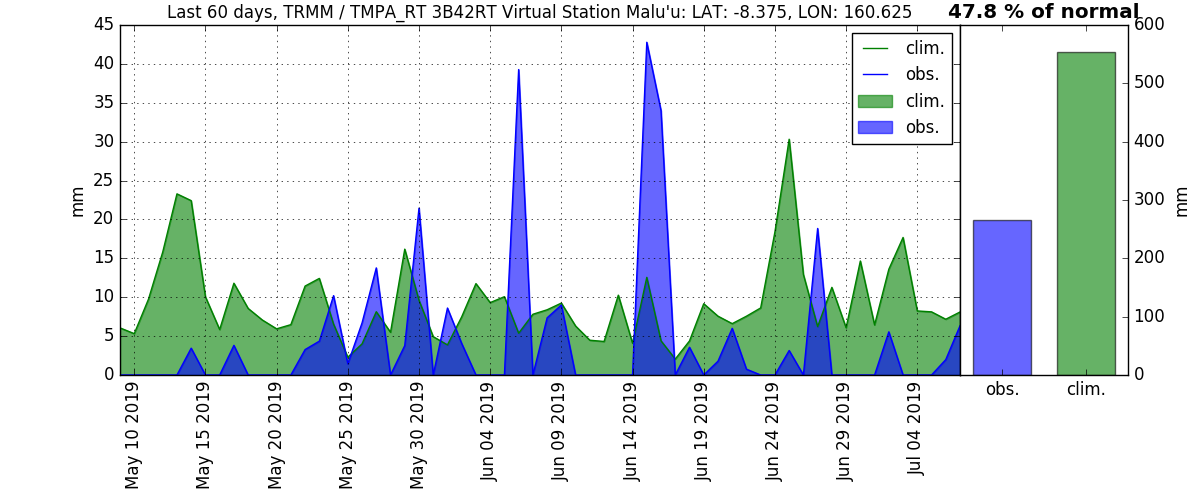 Last 60 days, TRMM / TMPA_RT 3B42RT Virtual Station Malu'u: LAT: -8.375, LON: 160.625
47.8 % of normal
45
40
35
30
25
20
15
10
5
0
mm
clim.
obs.
clim.
obs.
600
500
400
300
200
100
0
mm
obs.
clim.
May 10 2019
May 15 2019
May 20 2019
May 25 2019
May 30 2019
Jun 04 2019
Jun 09 2019
Jun 14 2019
Jun 19 2019
Jun 24 2019
Jun 29 2019
Jul 04 2019